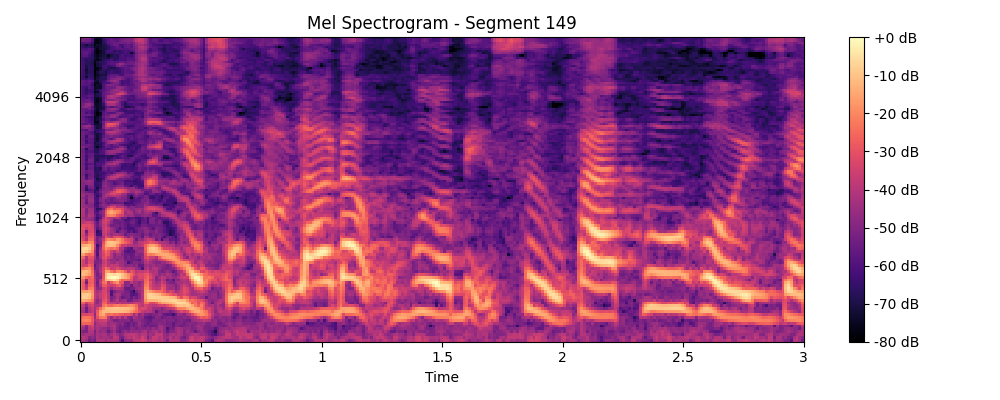 Mel Spectrogram - Segment 149
Frequency
4096
2048
1024
512
0
0
0.5
1
1.5
2
2.5
3
Time
+0 dB
-10 dB
-20 dB
-30 dB
-40 dB
-50 dB
-60 dB
-70 dB
-80 dB